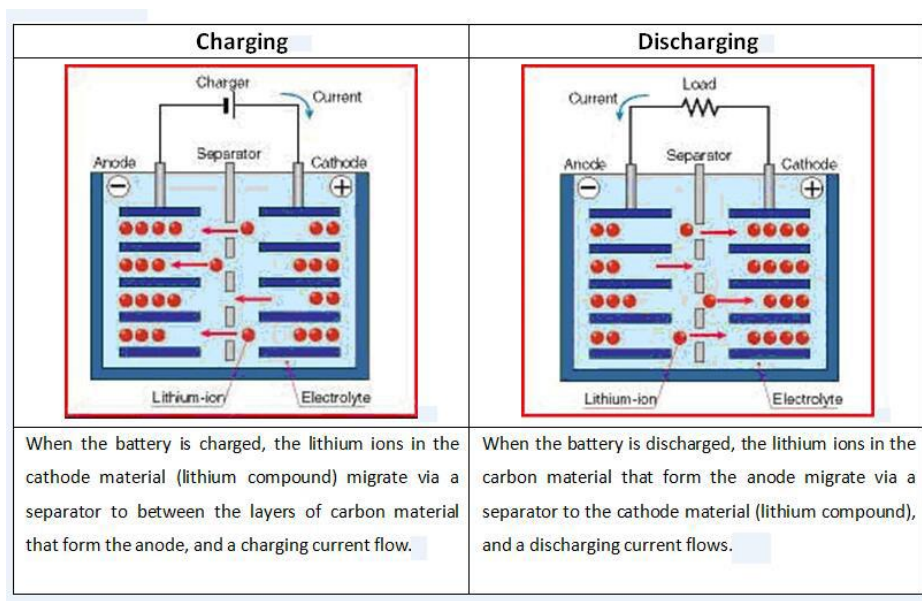 Charging
Discharging
Charger
Current
Anode
Separator
Cathode
−
+
Lithium-ion
Electrolyte
Load
Current
Anode
Separator
Cathode
−
+
Lithium-ion
Electrolyte
When the battery is charged, the lithium ions in the
cathode material (lithium compound) migrate via a
separator to between the layers of carbon material
that form the anode, and a charging current flow.
When the battery is discharged, the lithium ions in the
carbon material that form the anode migrate via a
separator to the cathode material (lithium compound),
and a discharging current flows.